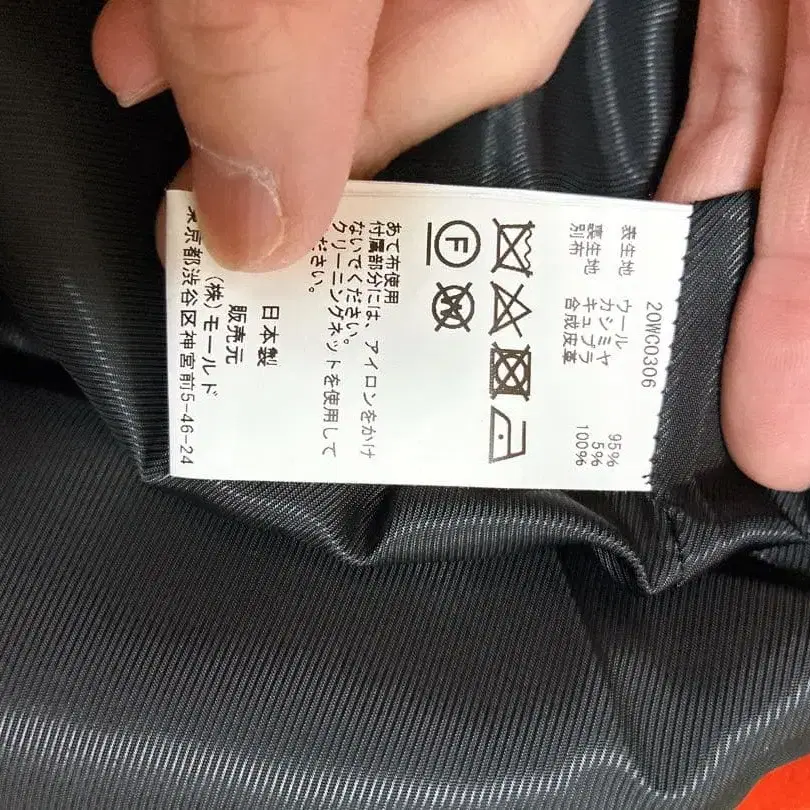 20WCO306
表生地 ウール 95%
カシミヤ 5%
裏生地 キュプラ 100%
別布 合成皮革
F
あて布使用
付属部分には、アイロンをかけ
ないでください。
クリーニングネットを使用して
ださい。
日本製
販売元
(株)モールド
東京都渋谷区神宮前5-46-24